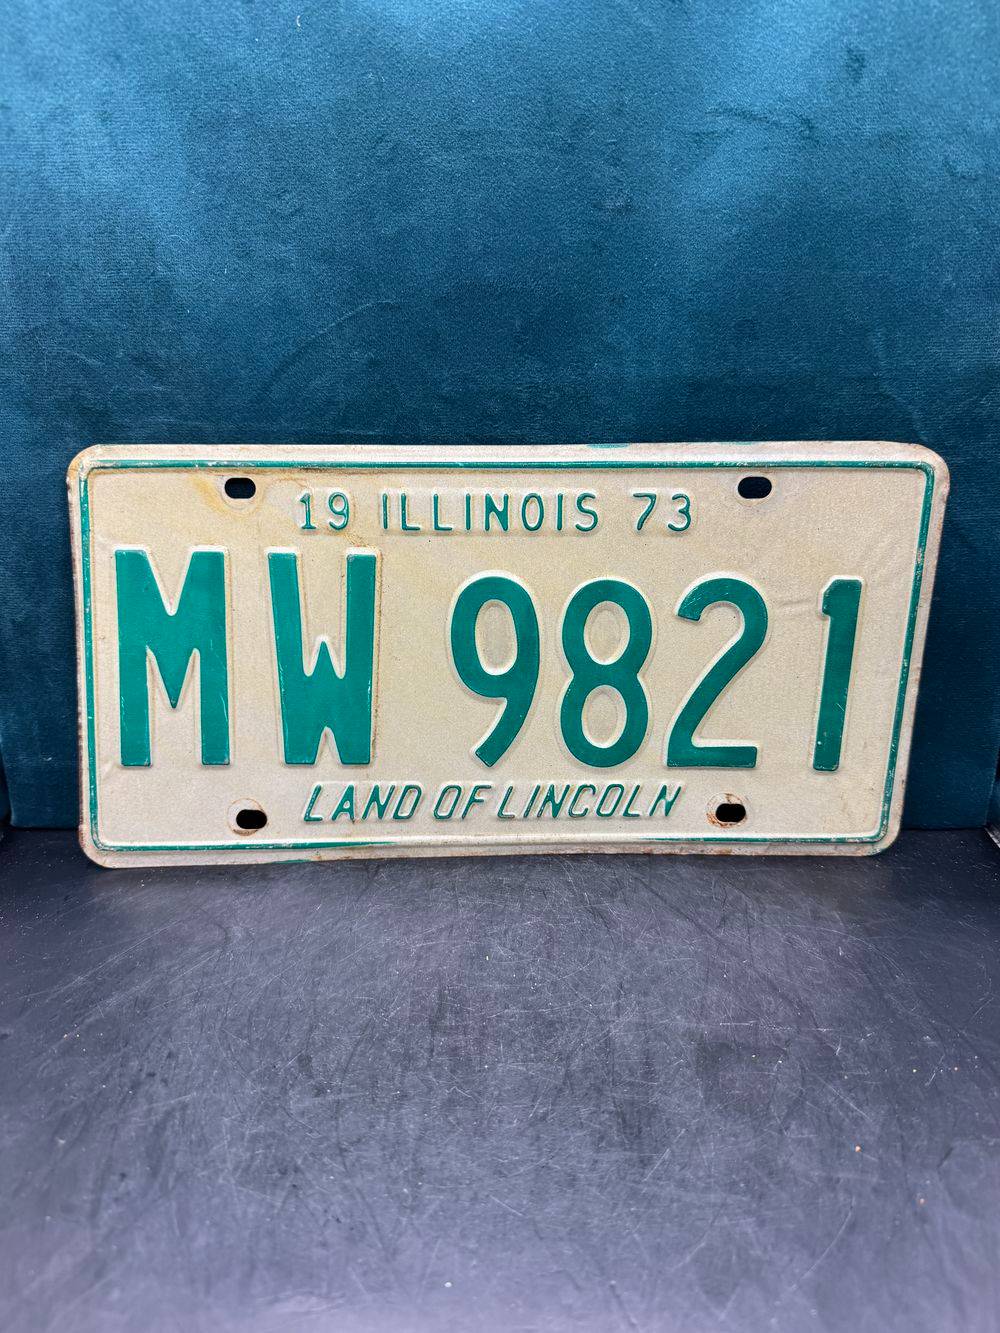 19 ILLINOIS 73
MW 9821
LAND OF LINCOLN